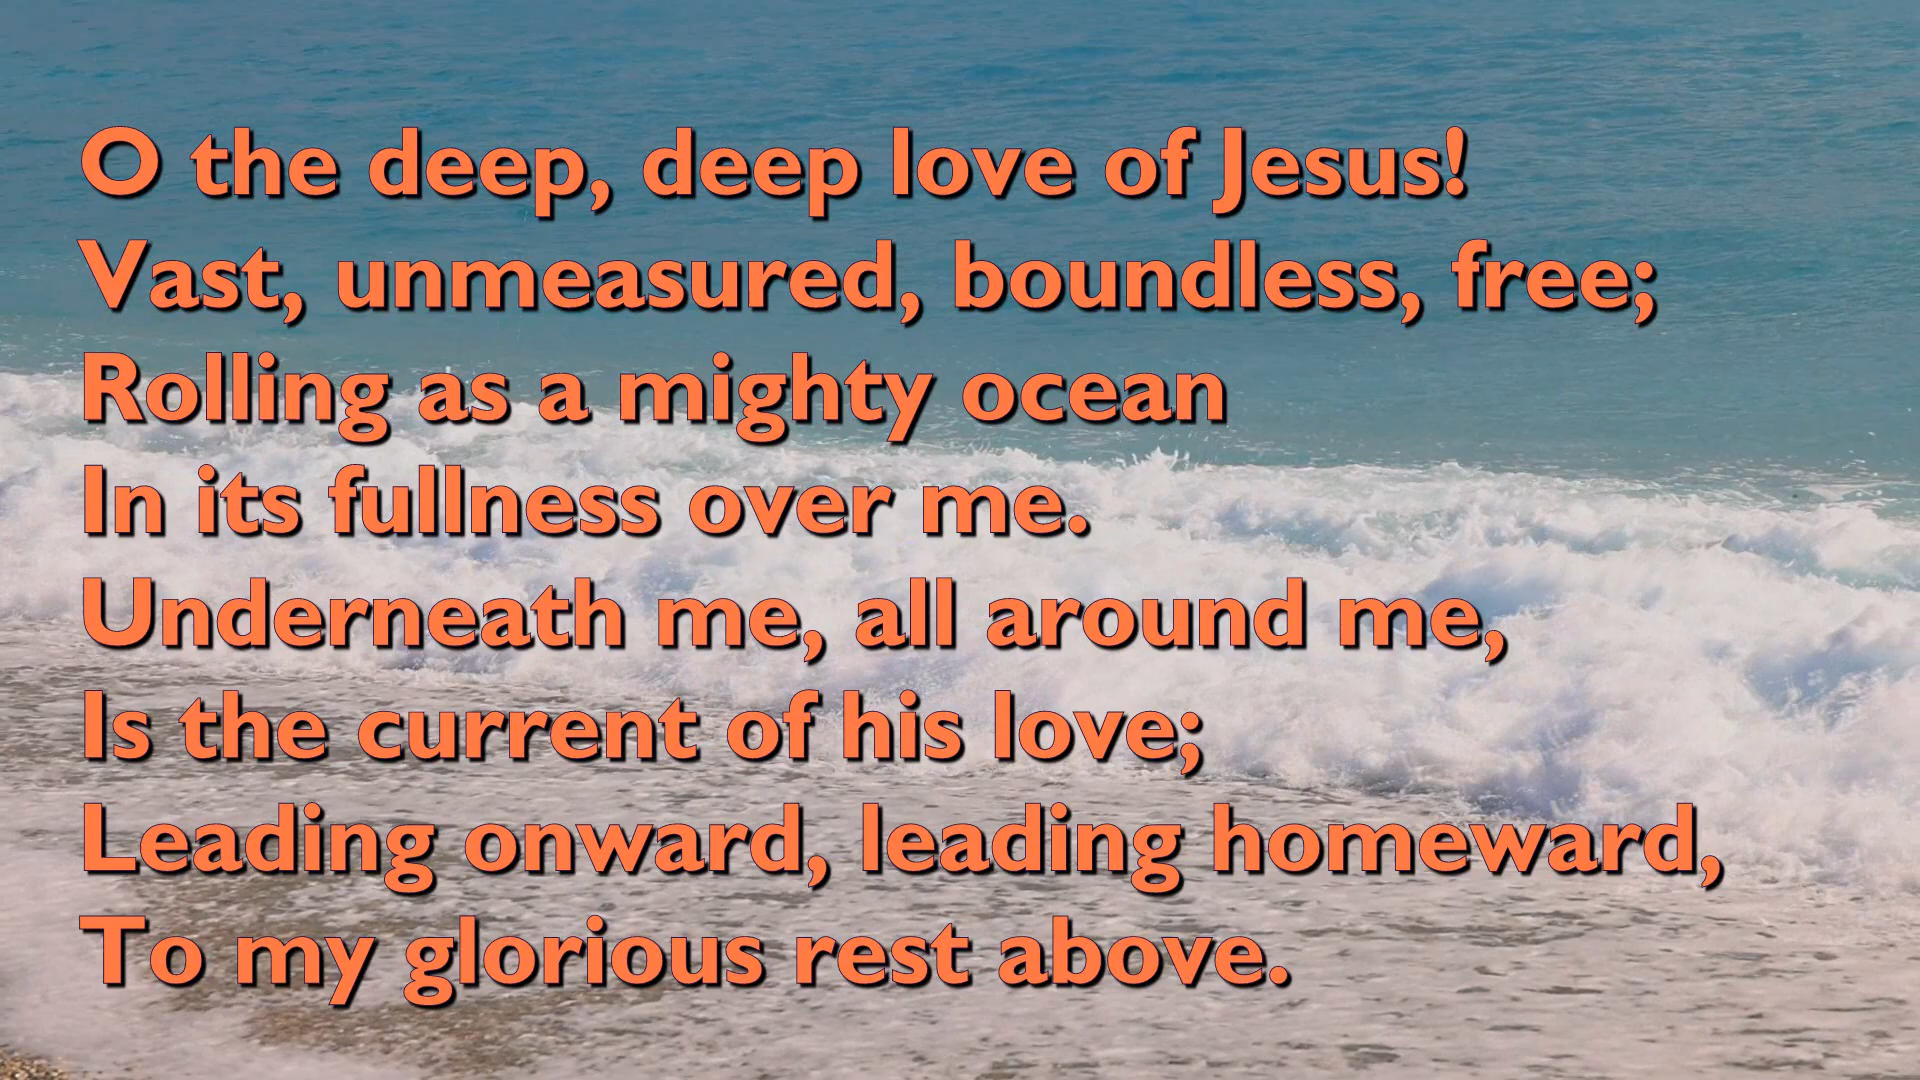 O the deep, deep love of Jesus!
Vast, unmeasured, boundless, free;
Rolling as a mighty ocean
In its fullness over me.
Underneath me, all around me,
Is the current of his love;
Leading onward, leading homeward,
To my glorious rest above.